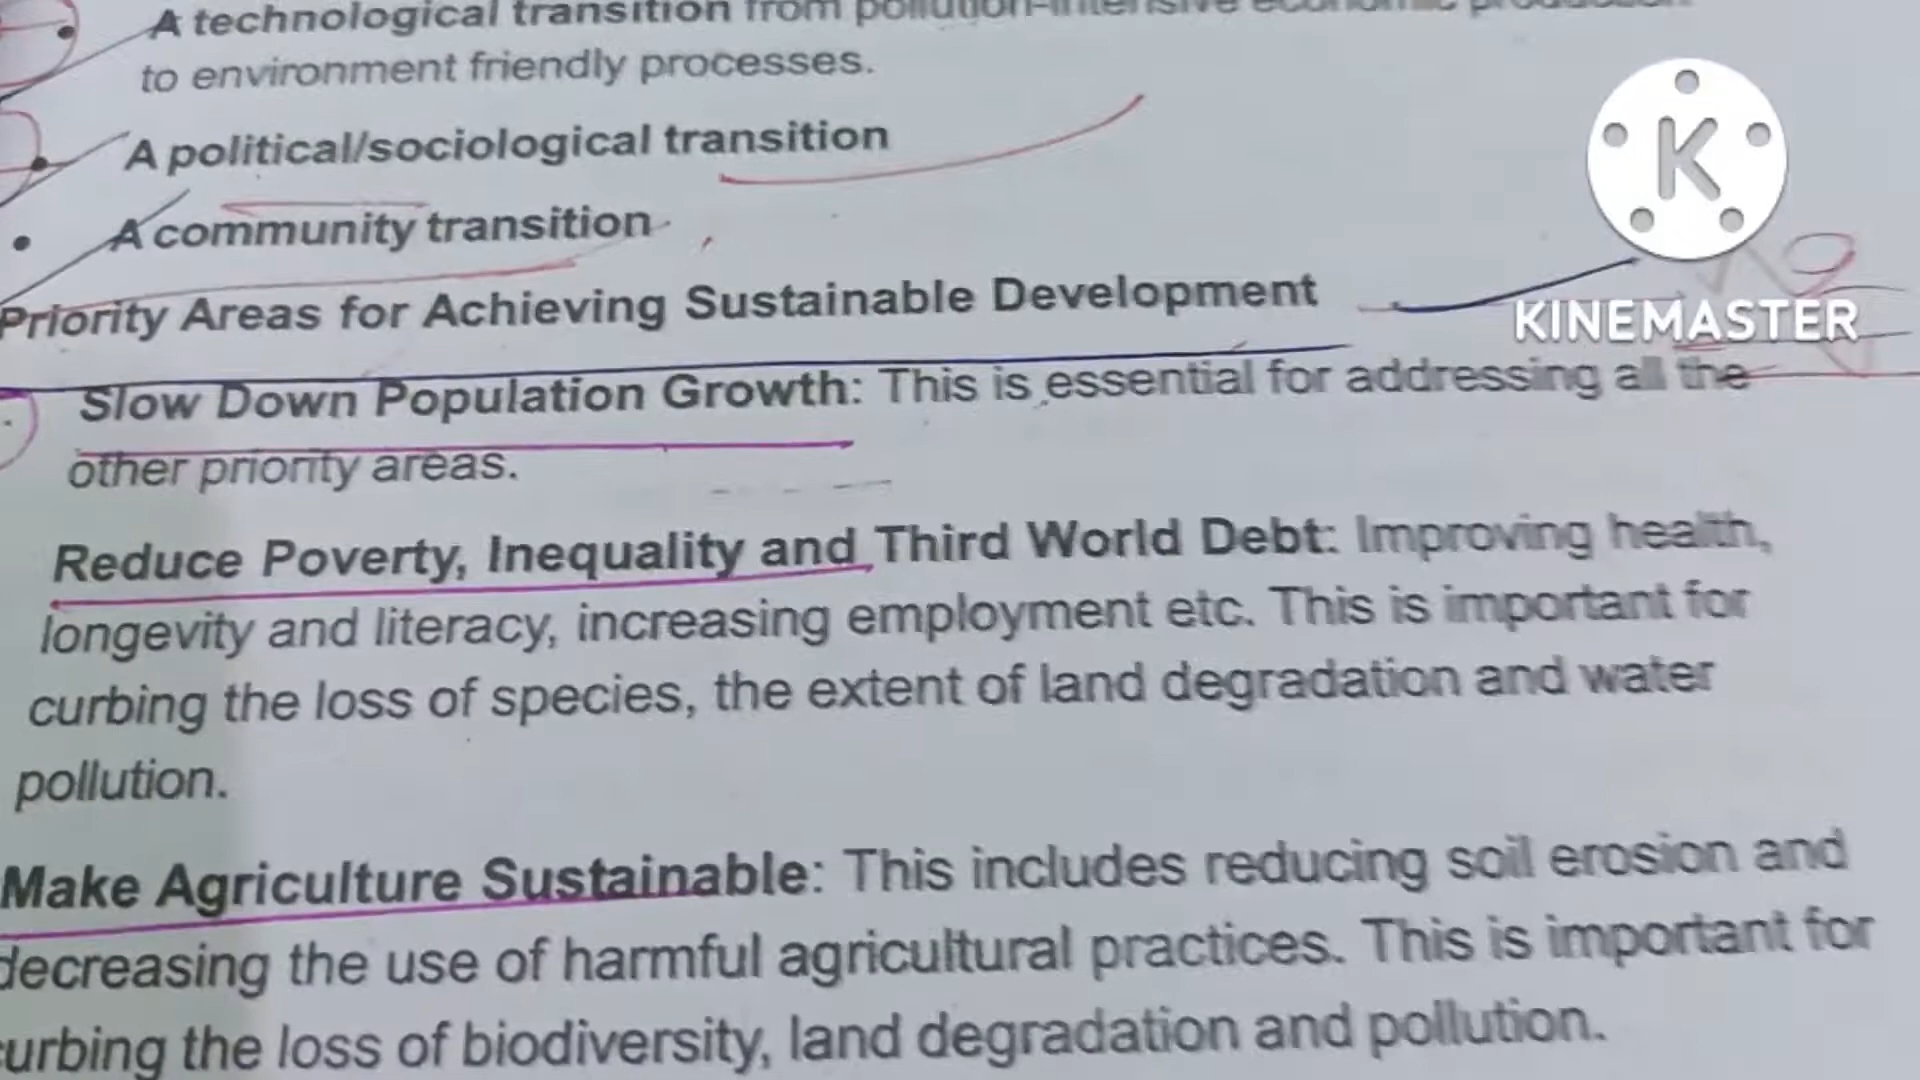 A technological transition from pollution-intensive economic production
to environment friendly processes.
A political/sociological transition
A community transition
Priority Areas for Achieving Sustainable Development
KINEMASTER
Slow Down Population Growth: This is essential for addressing all the
other priority areas.
Reduce Poverty, Inequality and Third World Debt: Improving health,
longevity and literacy, increasing employment etc. This is important for
curbing the loss of species, the extent of land degradation and water
pollution.
Make Agriculture Sustainable: This includes reducing soil erosion and
decreasing the use of harmful agricultural practices. This is important for
curbing the loss of biodiversity, land degradation and pollution.